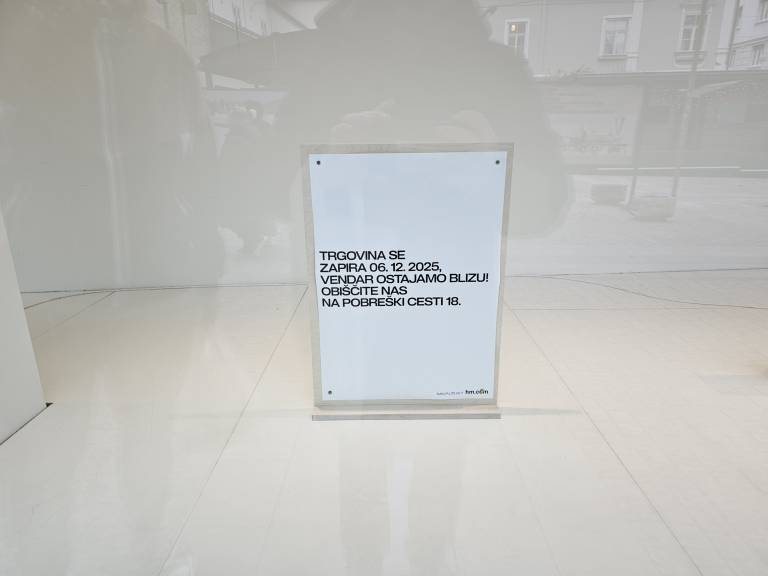 TRGOVINA SE
ZAPIRA 06. 12. 2025,
VENDAR OSTAJAMO BLIZU!
OBIŠČITE NAS
NA POBREŠKI CESTI 18.
hm.com